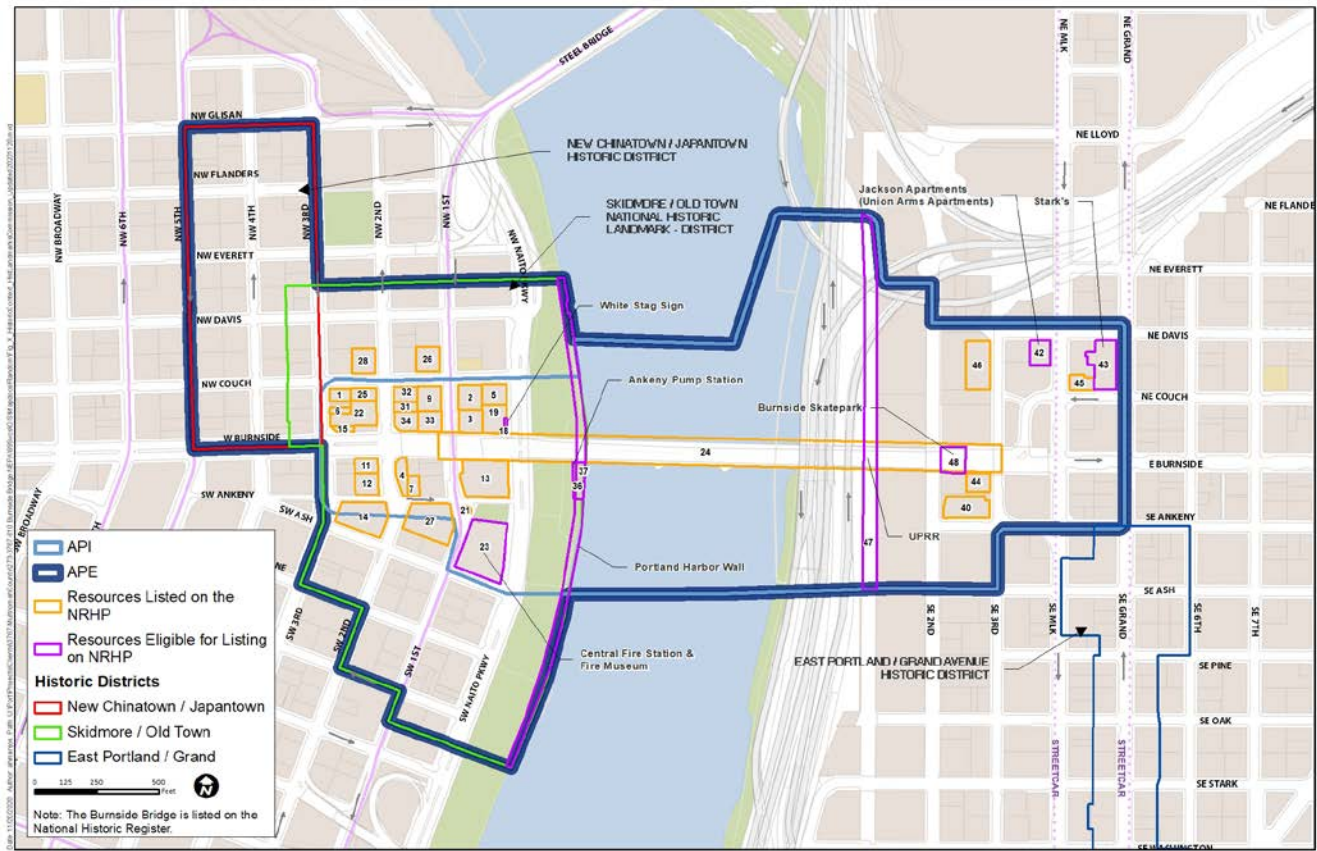 STEEL BRIDGE
NW GLISAN
NEW CHINATOWN / JAPANTOWN
HISTORIC DISTRICT
NE LLOYD
NW FLANDERS
NW BROADWAY
NW 6TH
NW 5TH
NW 4TH
NW 3RD
NW 2ND
NW 1ST
NW NAITO PKWY
NE MLK
NE GRAND
Jackson Apartments
(Union Arms Apartments)
Stark's
SKIDMORE / OLD TOWN
NATIONAL HISTORIC
LANDMARK - DISTRICT
NE FLANDE
NW EVERETT
NE EVERETT
White Stag Sign
NW DAVIS
NE DAVIS
28
26
46
42
43
45
Ankeny Pump Station
NW COUCH
NE COUCH
1
25
32
9
2
5
6
22
31
19
15
34
33
3
18
Burnside Skatepark
W BURNSIDE
24
48
E BURNSIDE
11
12
4
7
13
37
36
44
40
SW ANKENY
SW ASH
SW BROADWAY
14
27
21
23
47
UPRR
SE ANKENY
Portland Harbor Wall
SE ASH
SW 3RD
SW 2ND
SW 1ST
SW NAITO PKWY
SE 2ND
SE 3RD
SE MLK
SE GRAND
SE 6TH
SE 7TH
Central Fire Station &
Fire Museum
EAST PORTLAND / GRAND AVENUE
HISTORIC DISTRICT
SE PINE
SE OAK
SE STARK
STREETCAR
STREETCAR
SE WASHINGTON
API
APE
Resources Listed on the
NRHP
Resources Eligible for Listing
on NRHP
Historic Districts
New Chinatown / Japantown
Skidmore / Old Town
East Portland / Grand
0 125 250 500
Feet
N
Note: The Burnside Bridge is listed on the
National Historic Register.